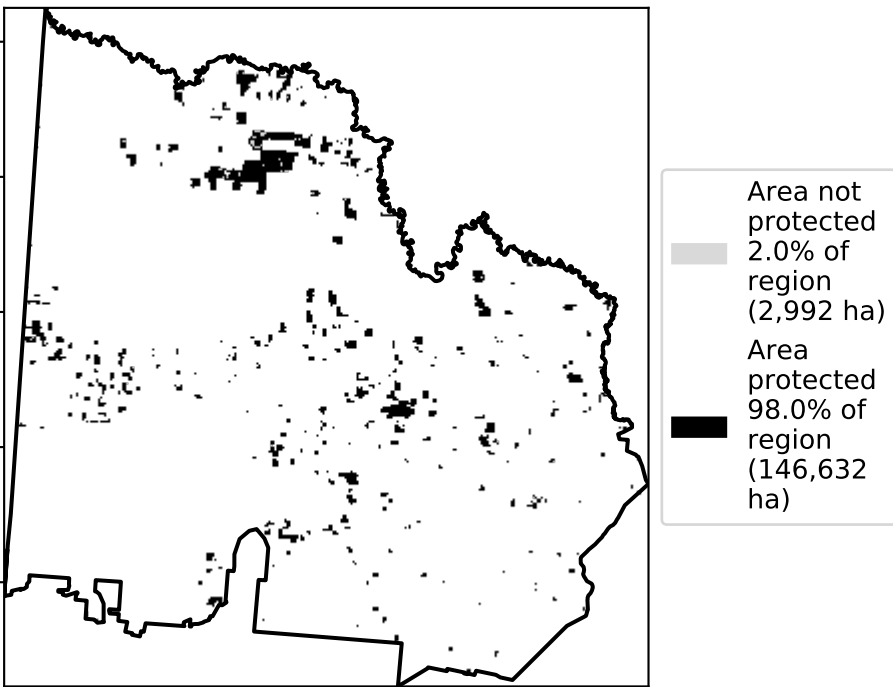 Area not
protected
2.0% of
region
(2,992 ha)
Area
protected
98.0% of
region
(146,632
ha)